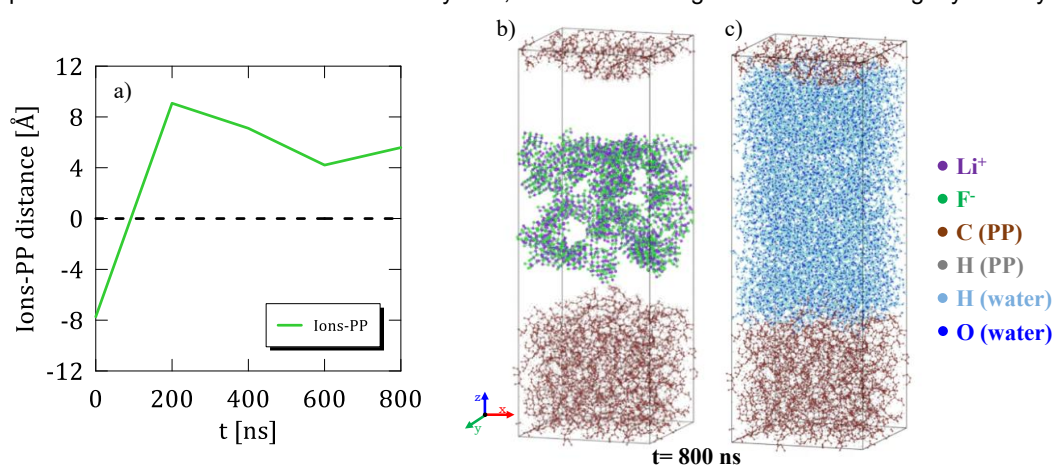 b)
c)
a)
12
8
4
0
-4
-8
-12
Ions-PP distance [Å]
Ions-PP
0 200 400 600 800
t [ns]
z
x
y
t= 800 ns
Li⁺
F⁻
C (PP)
H (PP)
H (water)
O (water)